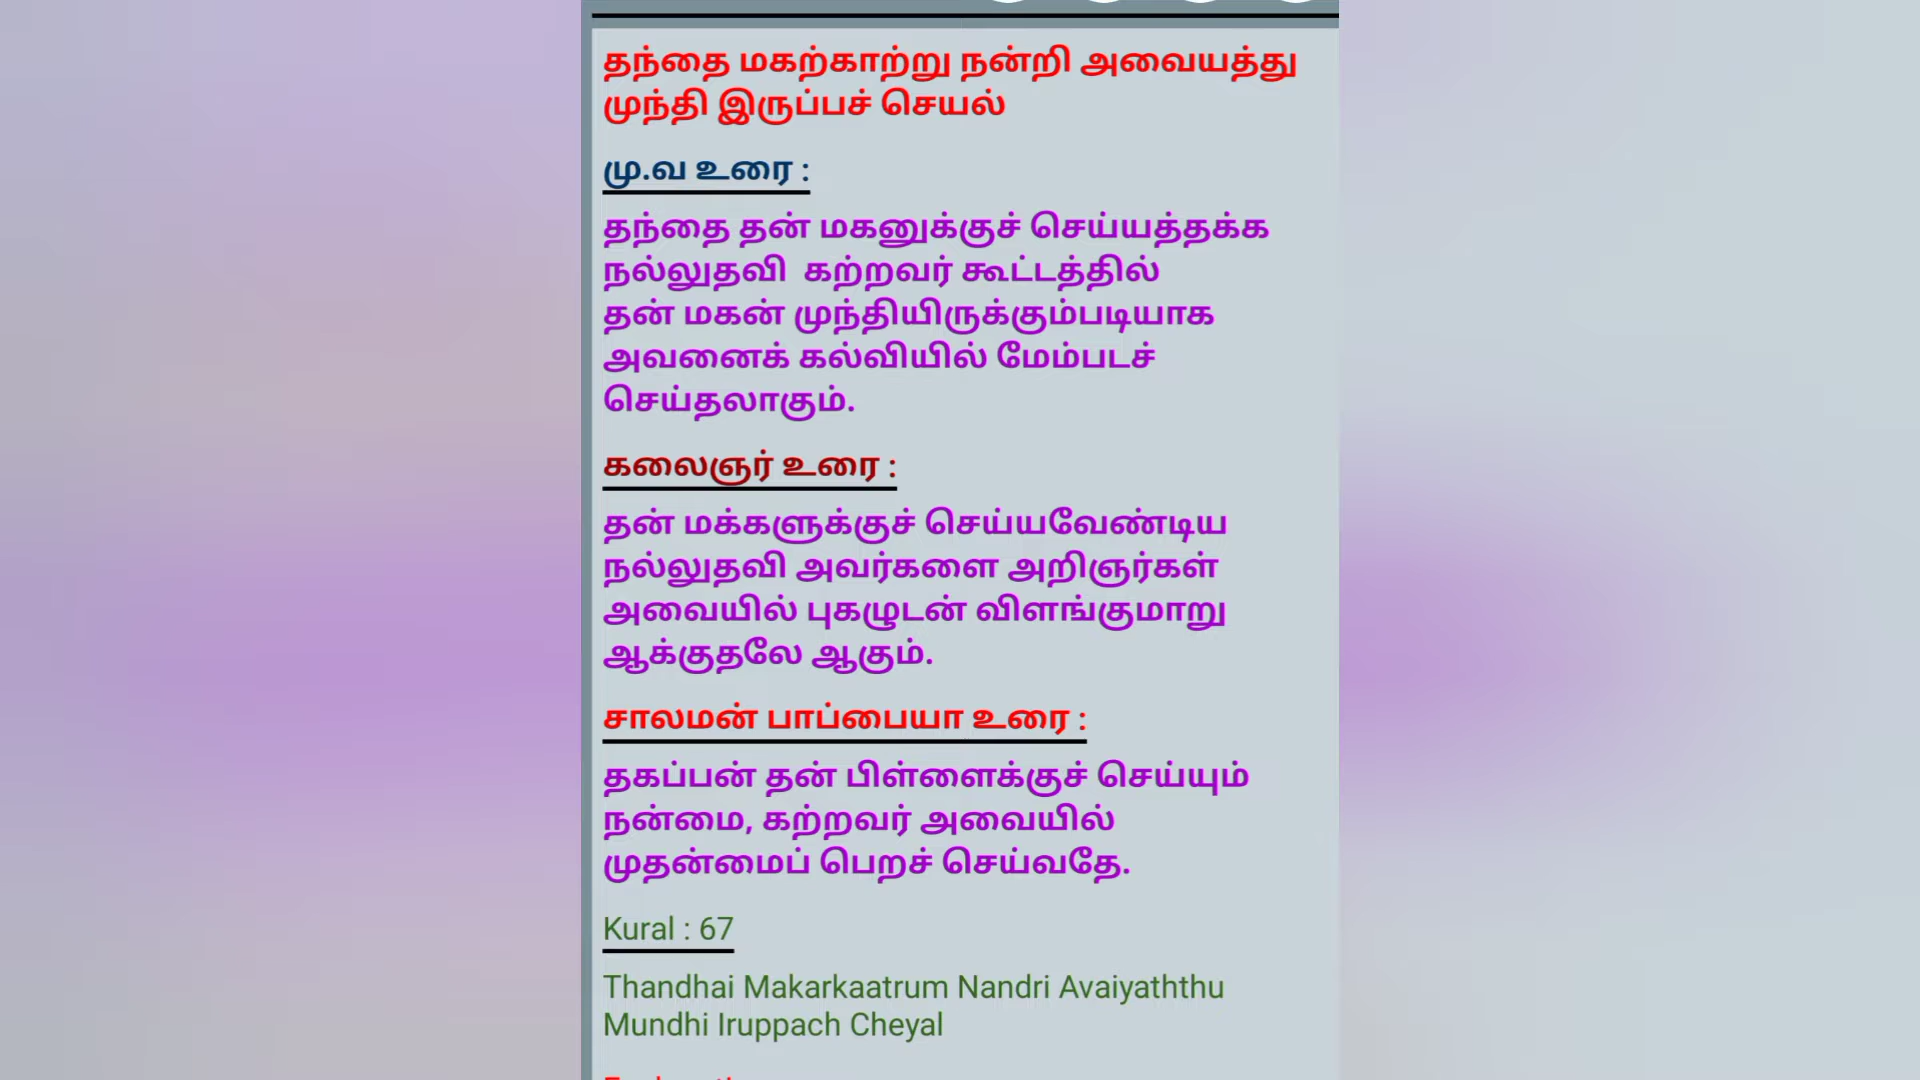 தந்தை மகற்காற்று நன்றி அவையத்து
முந்தி இருப்பச் செயல்
மு.வ உரை :
தந்தை தன் மகனுக்குச் செய்யத்தக்க
நல்லுதவி கற்றவர் கூட்டத்தில்
தன் மகன் முந்தியிருக்கும்படியாக
அவனைக் கல்வியில் மேம்படச்
செய்தலாகும்.
கலைஞர் உரை :
தன் மக்களுக்குச் செய்யவேண்டிய
நல்லுதவி அவர்களை அறிஞர்கள்
அவையில் புகழுடன் விளங்குமாறு
ஆக்குதலே ஆகும்.
சாலமன் பாப்பையா உரை :
தகப்பன் தன் பிள்ளைக்குச் செய்யும்
நன்மை, கற்றவர் அவையில்
முதன்மைப் பெறச் செய்வதே.
Kural : 67
Thandhai Makarkaatrum Nandri Avaiyaththu
Mundhi Iruppach Cheyal